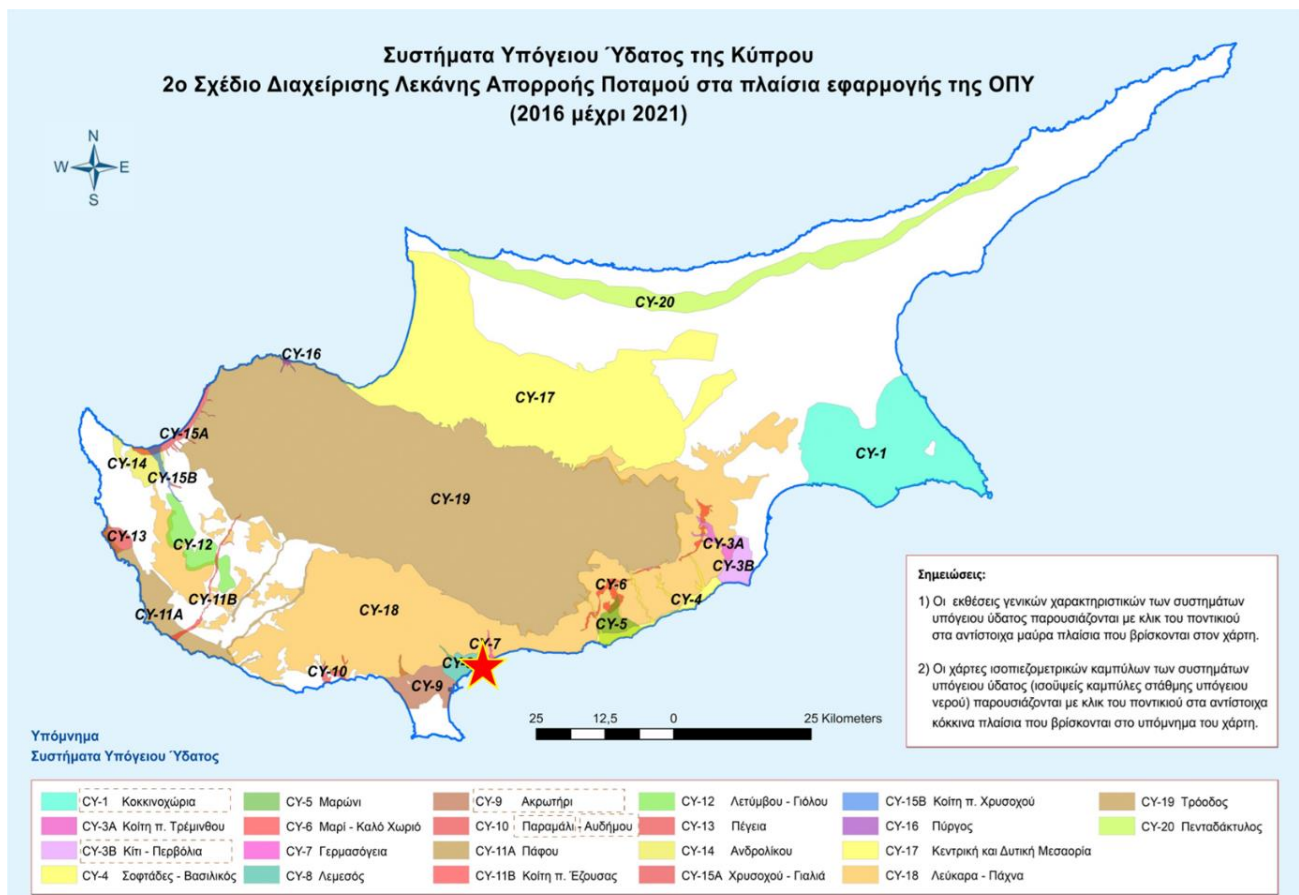 Συστήματα Υπόγειου Ύδατος της Κύπρου
2ο Σχέδιο Διαχείρισης Λεκάνης Απορροής Ποταμού στα πλαίσια εφαρμογής της ΟΠΥ
(2016 μέχρι 2021)
N
W E
S
CY-20
CY-16
CY-17
CY-15A
CY-1
CY-14
CY-15B
CY-19
CY-13
CY-12
CY-3A
CY-3B
CY-6
CY-11B
CY-4
CY-11A
CY-18
CY-5
CY-7
CY-10
CY-9
25 12,5 0 25 Kilometers
Σημειώσεις:
1) Οι εκθέσεις γενικών χαρακτηριστικών των συστημάτων
υπόγειου ύδατος παρουσιάζονται με κλικ του ποντικιού
στα αντίστοιχα μαύρα πλαίσια που βρίσκονται στον χάρτη.
2) Οι χάρτες ισοπιεζομετρικών καμπύλων των συστημάτων
υπόγειου ύδατος (ισοϋψείς καμπύλες στάθμης υπόγειου
νερού) παρουσιάζονται με κλικ του ποντικιού στα αντίστοιχα
κόκκινα πλαίσια που βρίσκονται στο υπόμνημα του χάρτη.
Υπόμνημα
Συστήματα Υπόγειου Ύδατος
CY-1 Κοκκινοχώρια
CY-3A Κοίτη π. Τρέμινθου
CY-3B Κίτι - Περβόλια
CY-4 Σοφτάδες - Βασιλικός
CY-5 Μαρώνι
CY-6 Μαρί - Καλό Χωριό
CY-7 Γερμασόγεια
CY-8 Λεμεσός
CY-9 Ακρωτήρι
CY-10 Παραμάλι - Αυδήμου
CY-11A Πάφου
CY-11B Κοίτη π. Έζουσας
CY-12 Λετύμβου - Γιόλου
CY-13 Πέγεια
CY-14 Ανδρολίκου
CY-15A Χρυσοχού - Γιαλιά
CY-15B Κοίτη π. Χρυσοχού
CY-16 Πύργος
CY-17 Κεντρική και Δυτική Μεσαορία
CY-18 Λεύκαρα - Πάχνα
CY-19 Τρόοδος
CY-20 Πενταδάκτυλος